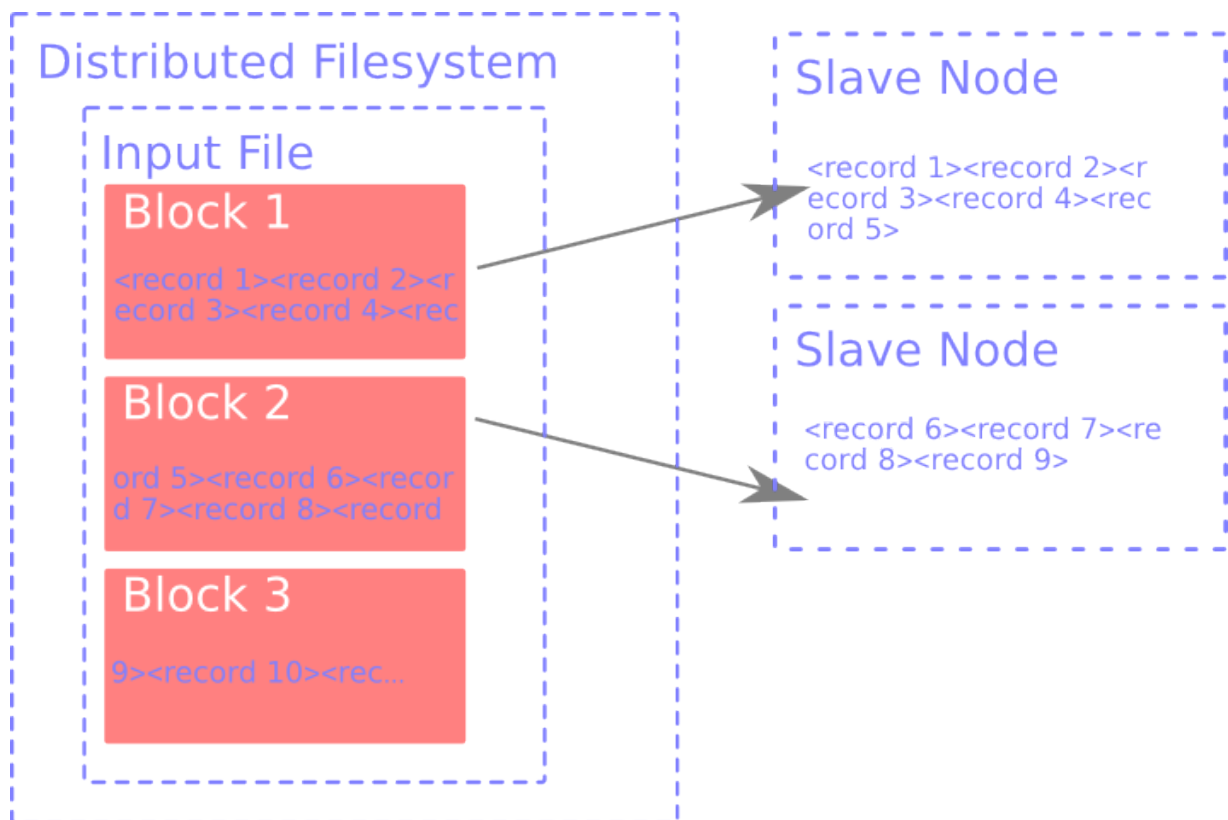 Distributed Filesystem
Input File
Block 1
<record 1><record 2><r
ecord 3><record 4><rec
Block 2
ord 5><record 6><recor
d 7><record 8><record
Block 3
9><record 10><rec...
Slave Node
<record 1><record 2><r
ecord 3><record 4><rec
ord 5>
Slave Node
<record 6><record 7><re
cord 8><record 9>